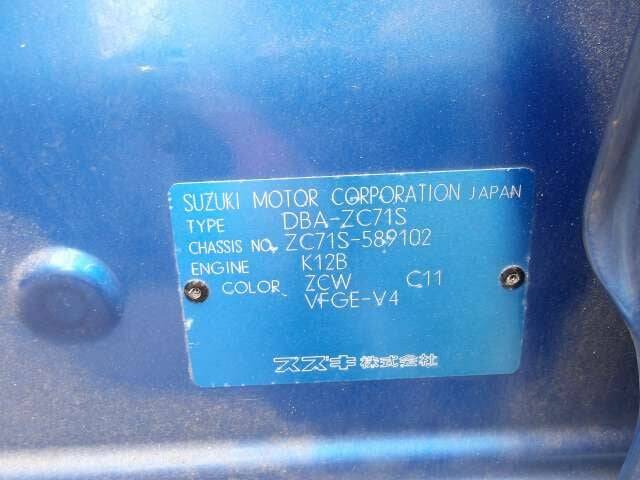 SUZUKI MOTOR CORPORATION JAPAN
TYPE DBA-ZC71S
CHASSIS NO. ZC71S-589102
ENGINE K12B
COLOR ZCW C11
VFGE-V4
スズキ株式会社